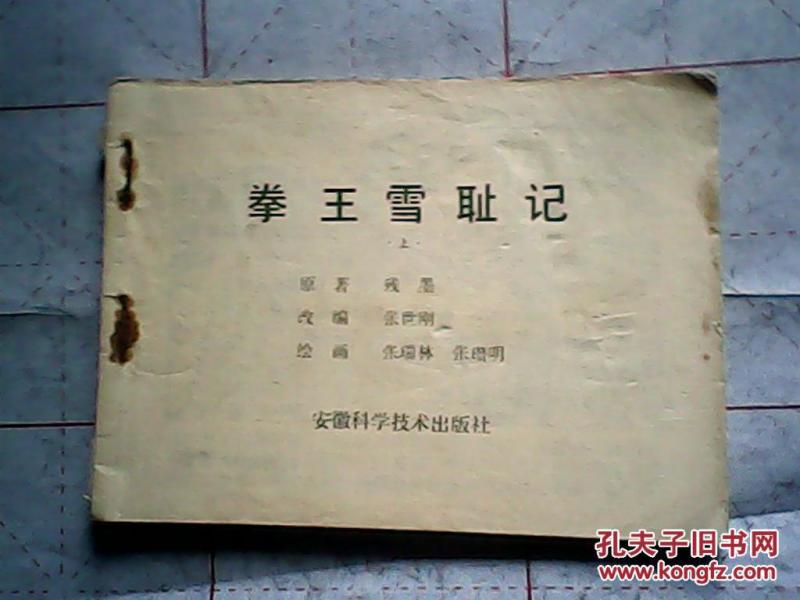 拳王雪耻记
·上·
原著 残墨
改编 张世刚
绘画 张瑞林 张瑨明
安徽科学技术出版社
孔夫子旧书网
www.kongfz.com